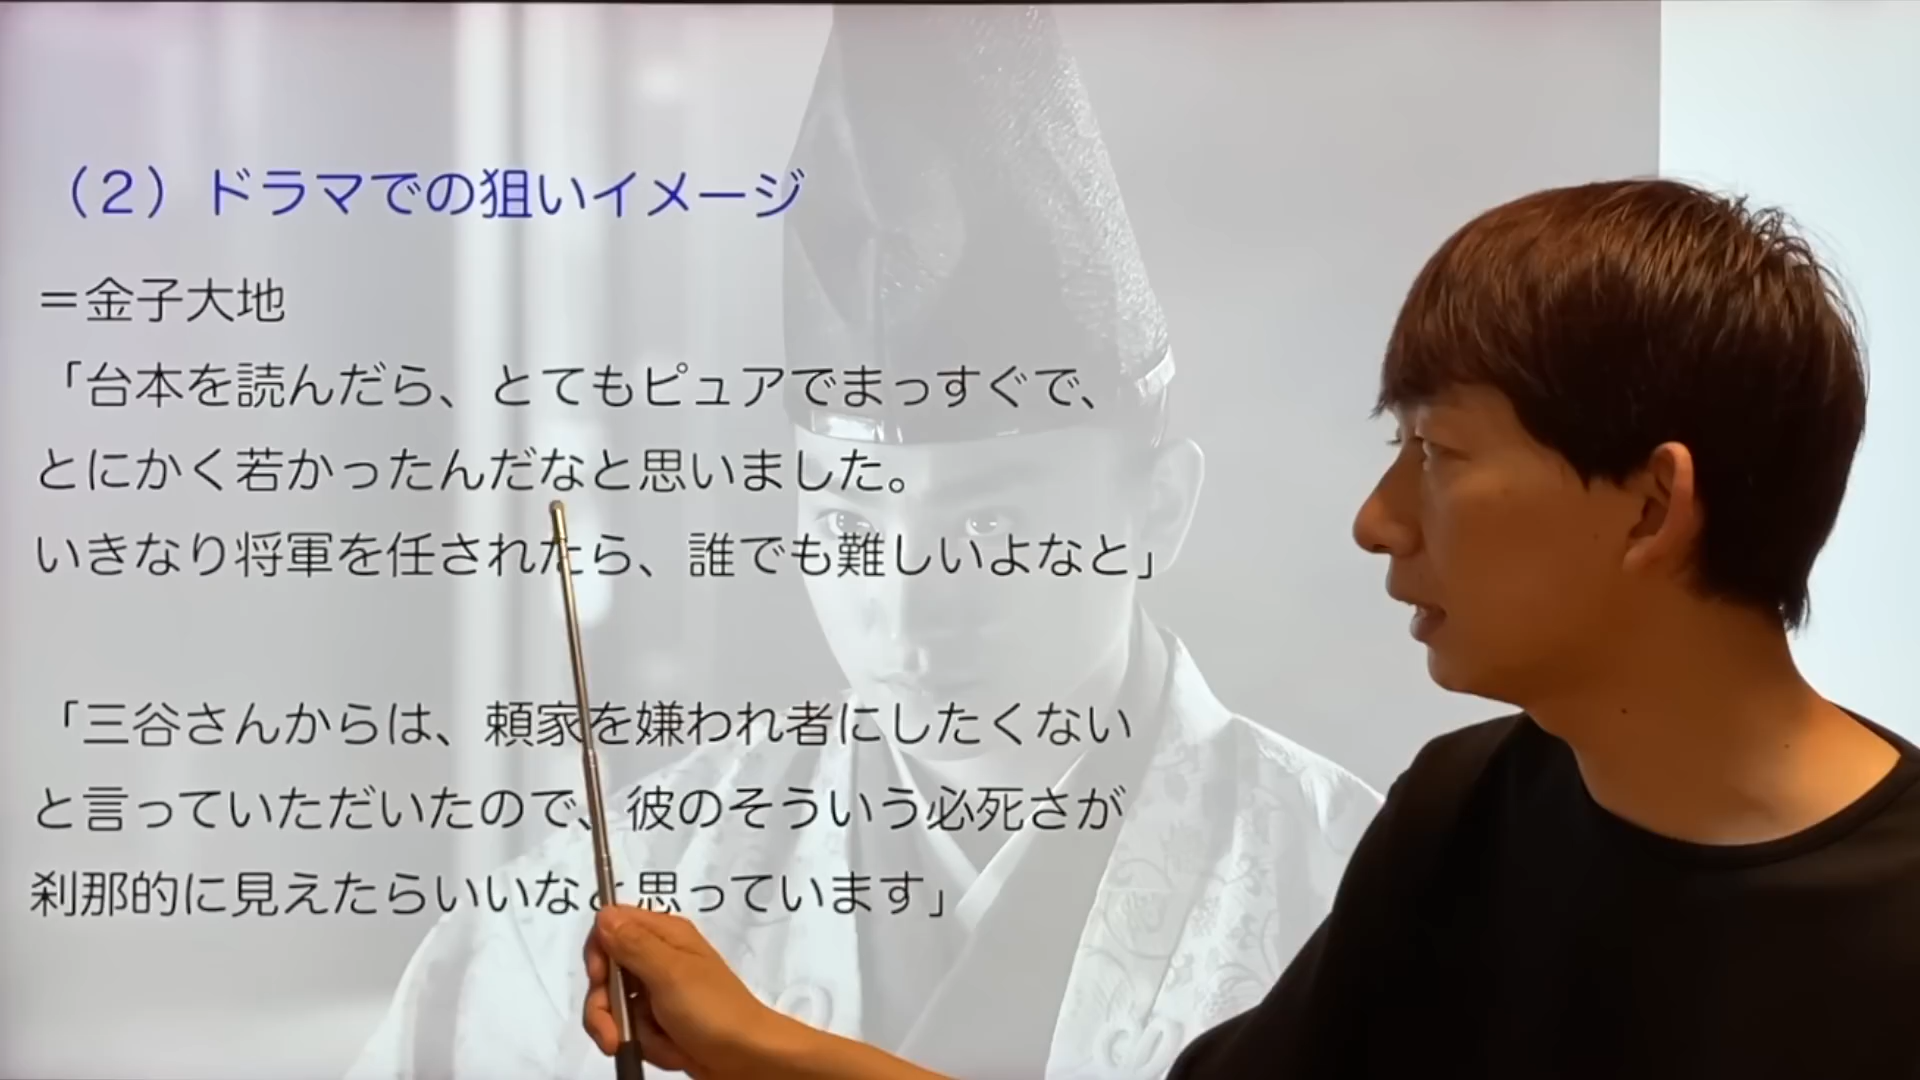 （２）ドラマでの狙いイメージ
＝金子大地
「台本を読んだら、とてもピュアでまっすぐで、
とにかく若かったんだなと思いました。
いきなり将軍を任されたら、誰でも難しいよなと」
「三谷さんからは、頼家を嫌われ者にしたくない
と言っていただいたので、彼のそういう必死さが
刹那的に見えたらいいなと思っています」